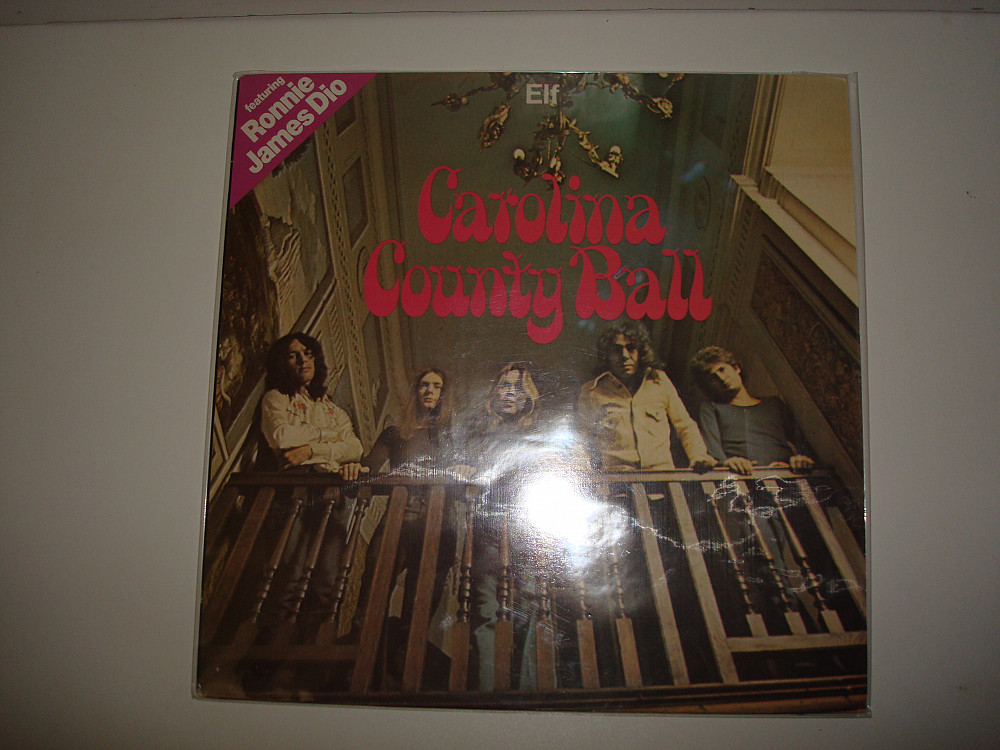 featuring
Ronnie
James Dio
Elf
Carolina
County Ball